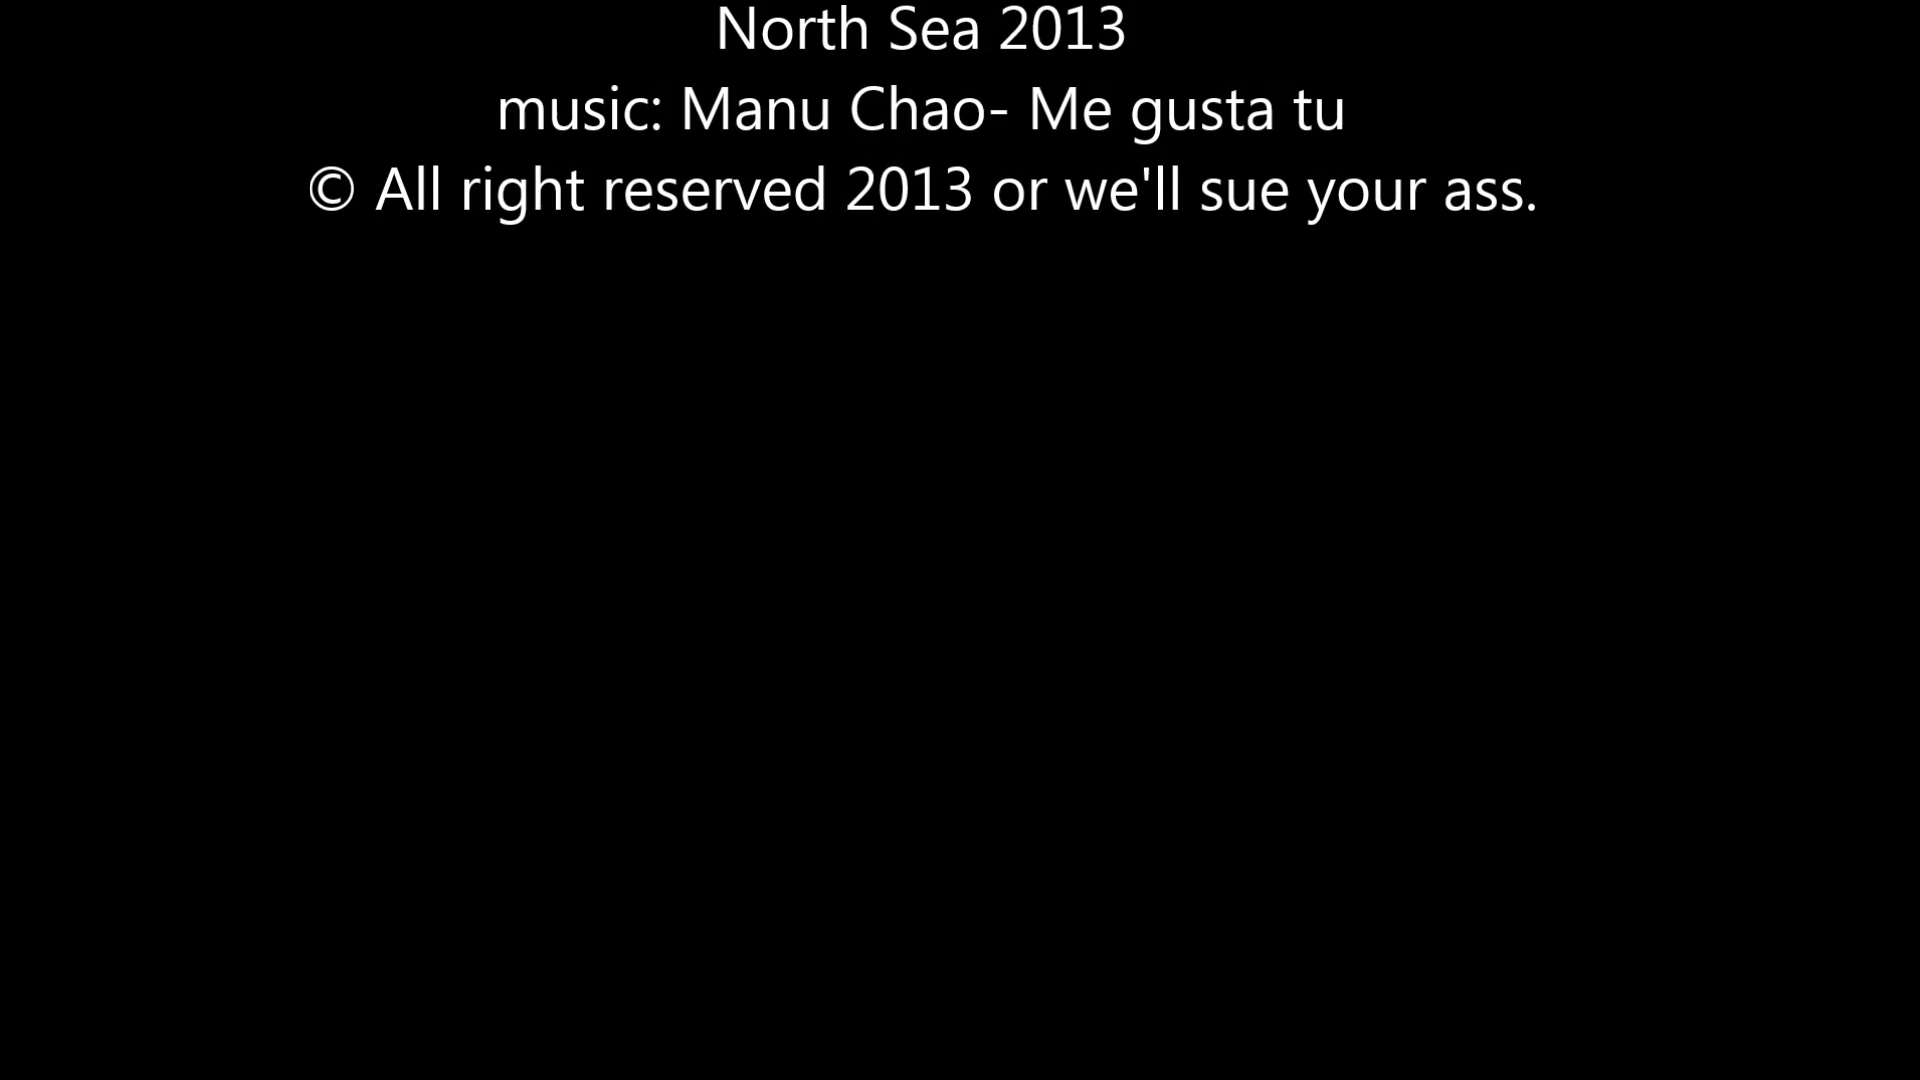 North Sea 2013
music: Manu Chao- Me gusta tu
© All right reserved 2013 or we'll sue your ass.